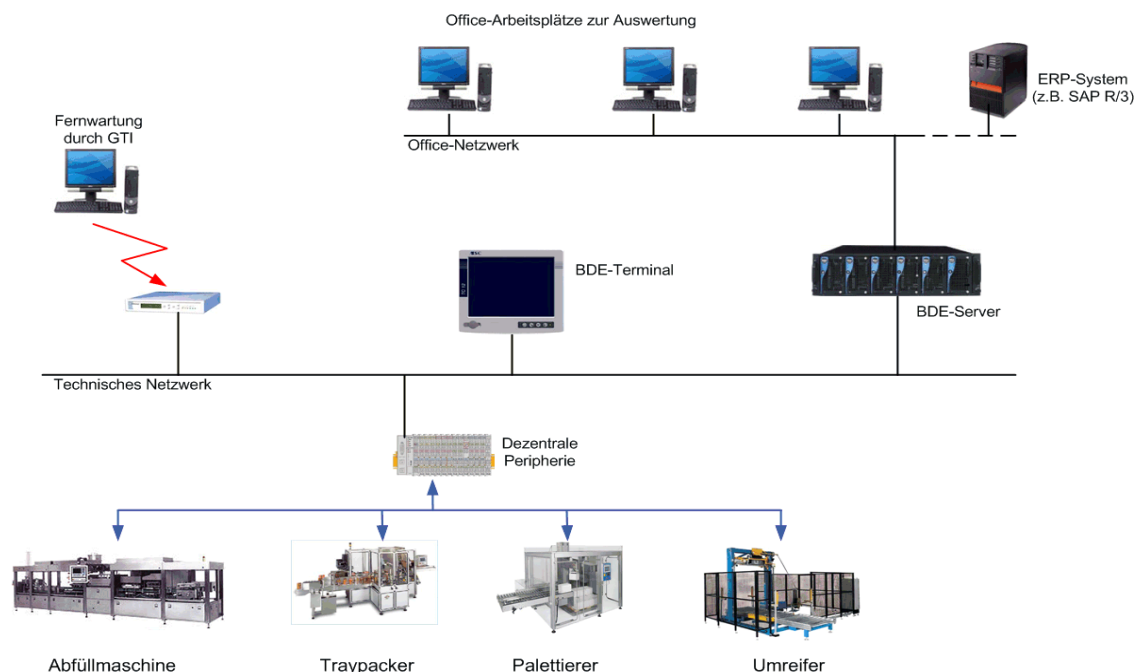 Office-Arbeitsplätze zur Auswertung
ERP-System
(z.B. SAP R/3)
Fernwartung
durch GTI
Office-Netzwerk
BDE-Terminal
BDE-Server
Technisches Netzwerk
Dezentrale
Peripherie
Abfüllmaschine
Traypacker
Palettierer
Umreifer